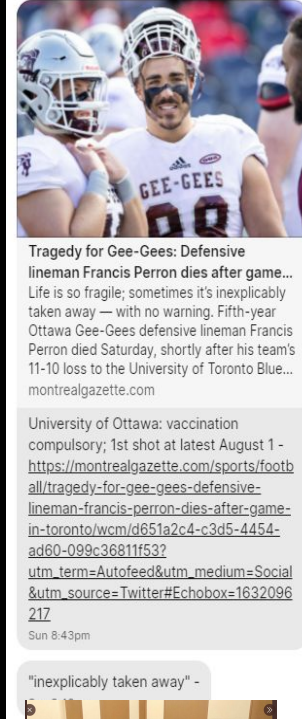 adidas
GEE-GEES
Tragedy for Gee-Gees: Defensive
lineman Francis Perron dies after game...
Life is so fragile; sometimes it's inexplicably
taken away — with no warning. Fifth-year
Ottawa Gee-Gees defensive lineman Francis
Perron died Saturday, shortly after his team's
11-10 loss to the University of Toronto Blue...
montrealgazette.com
University of Ottawa: vaccination
compulsory; 1st shot at latest August 1 -
https://montrealgazette.com/sports/footb
all/tragedy-for-gee-gees-defensive-
lineman-francis-perron-dies-after-game-
in-toronto/wcm/d651a2c4-c3d5-4454-
ad60-099c36811f53?
utm_term=Autofeed&utm_medium=Social
&utm_source=Twitter#Echobox=1632096
217
Sun 8:43pm
"inexplicably taken away" -